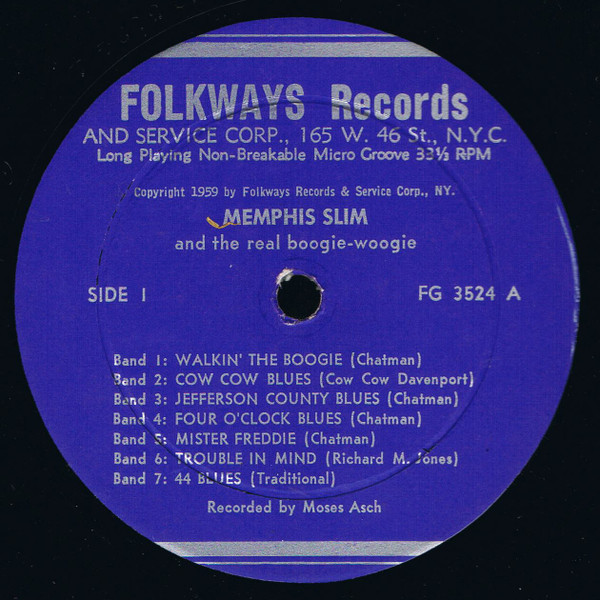 FOLKWAYS Records
AND SERVICE CORP., 165 W. 46 St., N.Y.C.
Long Playing Non-Breakable Micro Groove 33⅓ RPM
Copyright 1959 by Folkways Records & Service Corp., NY.
MEMPHIS SLIM
and the real boogie-woogie
SIDE I FG 3524 A
Band 1: WALKIN' THE BOOGIE (Chatman)
Band 2: COW COW BLUES (Cow Cow Davenport)
Band 3: JEFFERSON COUNTY BLUES (Chatman)
Band 4: FOUR O'CLOCK BLUES (Chatman)
Band 5: MISTER FREDDIE (Chatman)
Band 6: TROUBLE IN MIND (Richard M. Jones)
Band 7: 44 BLUES (Traditional)
Recorded by Moses Asch